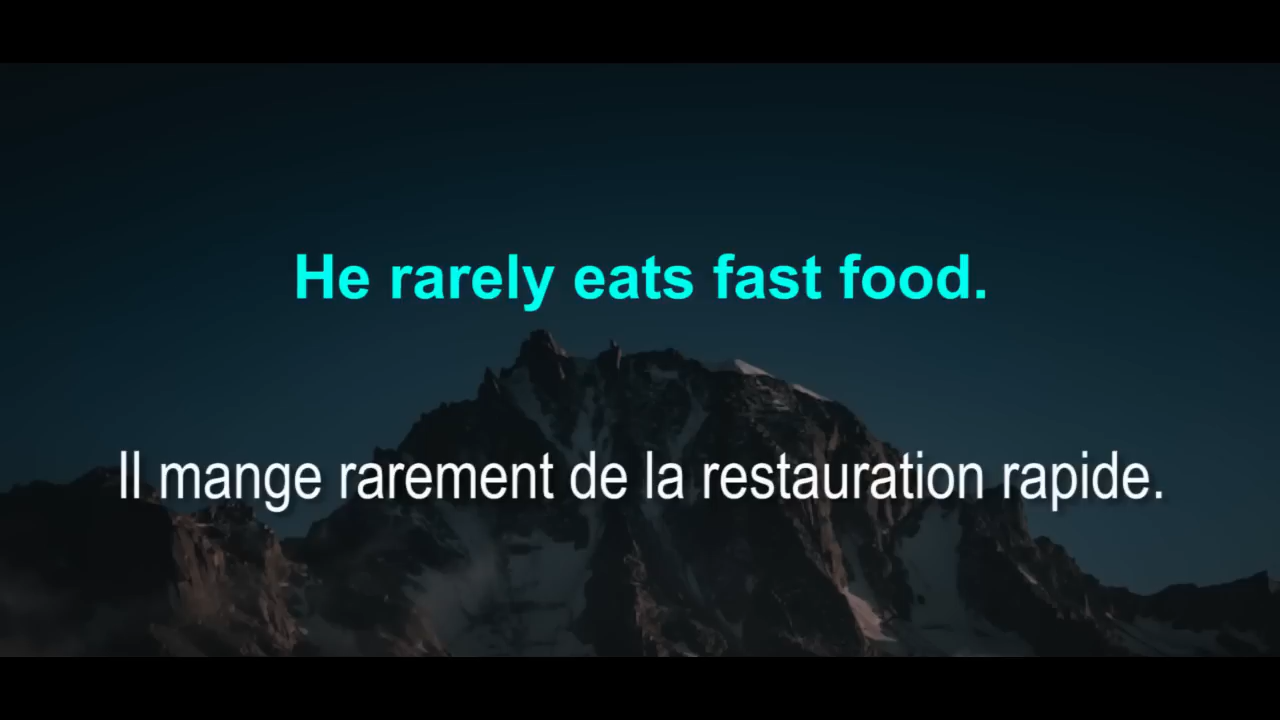 He rarely eats fast food.
Il mange rarement de la restauration rapide.